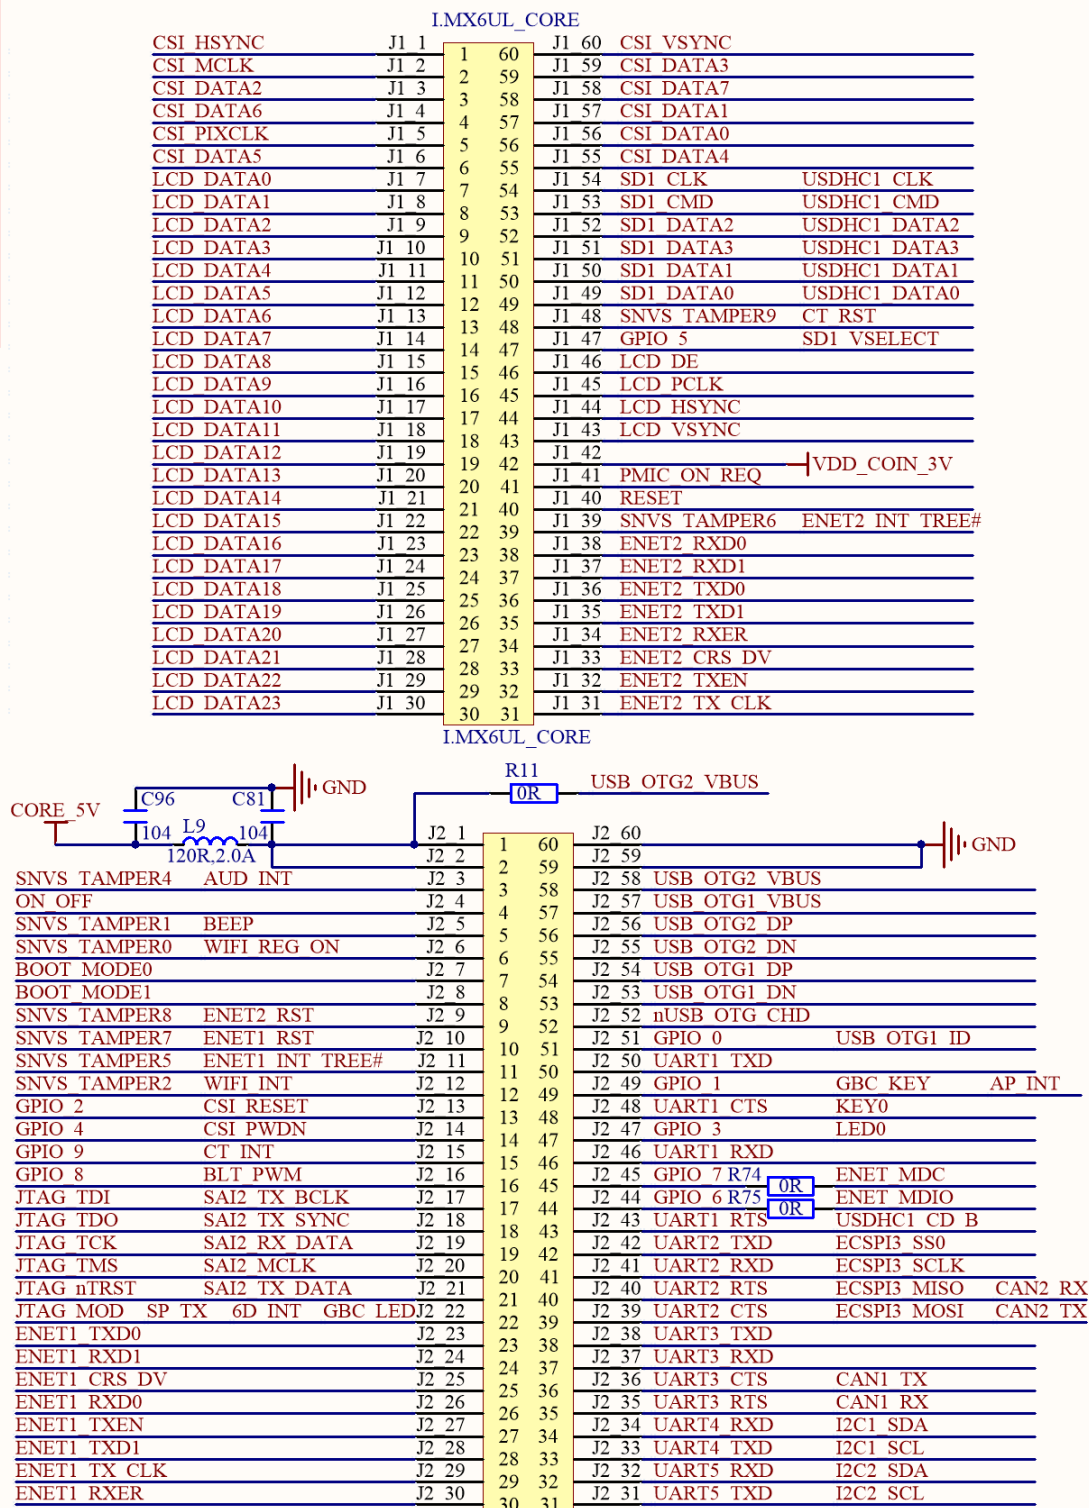 I.MX6UL_CORE
CSI_HSYNC J1_1 1 60 J1_60 CSI_VSYNC
CSI_MCLK J1_2 2 59 J1_59 CSI_DATA3
CSI_DATA2 J1_3 3 58 J1_58 CSI_DATA7
CSI_DATA6 J1_4 4 57 J1_57 CSI_DATA1
CSI_PIXCLK J1_5 5 56 J1_56 CSI_DATA0
CSI_DATA5 J1_6 6 55 J1_55 CSI_DATA4
LCD_DATA0 J1_7 7 54 J1_54 SD1_CLK USDHC1_CLK
LCD_DATA1 J1_8 8 53 J1_53 SD1_CMD USDHC1_CMD
LCD_DATA2 J1_9 9 52 J1_52 SD1_DATA2 USDHC1_DATA2
LCD_DATA3 J1_10 10 51 J1_51 SD1_DATA3 USDHC1_DATA3
LCD_DATA4 J1_11 11 50 J1_50 SD1_DATA1 USDHC1_DATA1
LCD_DATA5 J1_12 12 49 J1_49 SD1_DATA0 USDHC1_DATA0
LCD_DATA6 J1_13 13 48 J1_48 SNVS_TAMPER9 CT_RST
LCD_DATA7 J1_14 14 47 J1_47 GPIO_5 SD1_VSELECT
LCD_DATA8 J1_15 15 46 J1_46 LCD_DE
LCD_DATA9 J1_16 16 45 J1_45 LCD_PCLK
LCD_DATA10 J1_17 17 44 J1_44 LCD_HSYNC
LCD_DATA11 J1_18 18 43 J1_43 LCD_VSYNC
LCD_DATA12 J1_19 19 42 J1_42 VDD_COIN_3V
LCD_DATA13 J1_20 20 41 J1_41 PMIC_ON_REQ
LCD_DATA14 J1_21 21 40 J1_40 RESET
LCD_DATA15 J1_22 22 39 J1_39 SNVS_TAMPER6 ENET2_INT_TREE#
LCD_DATA16 J1_23 23 38 J1_38 ENET2_RXD0
LCD_DATA17 J1_24 24 37 J1_37 ENET2_RXD1
LCD_DATA18 J1_25 25 36 J1_36 ENET2_TXD0
LCD_DATA19 J1_26 26 35 J1_35 ENET2_TXD1
LCD_DATA20 J1_27 27 34 J1_34 ENET2_RXER
LCD_DATA21 J1_28 28 33 J1_33 ENET2_CRS_DV
LCD_DATA22 J1_29 29 32 J1_32 ENET2_TXEN
LCD_DATA23 J1_30 30 31 J1_31 ENET2_TX_CLK
I.MX6UL_CORE
R11
0R
USB_OTG2_VBUS
GND
CORE_5V
C96 C81
104 L9 104
120R,2.0A
J2_1 1 60 J2_60 GND
J2_2 2 59 J2_59
SNVS_TAMPER4 AUD_INT J2_3 3 58 J2_58 USB_OTG2_VBUS
ON_OFF J2_4 4 57 J2_57 USB_OTG1_VBUS
SNVS_TAMPER1 BEEP J2_5 5 56 J2_56 USB_OTG2_DP
SNVS_TAMPER0 WIFI_REG_ON J2_6 6 55 J2_55 USB_OTG2_DN
BOOT_MODE0 J2_7 7 54 J2_54 USB_OTG1_DP
BOOT_MODE1 J2_8 8 53 J2_53 USB_OTG1_DN
SNVS_TAMPER8 ENET2_RST J2_9 9 52 J2_52 nUSB_OTG_CHD
SNVS_TAMPER7 ENET1_RST J2_10 10 51 J2_51 GPIO_0 USB_OTG1_ID
SNVS_TAMPER5 ENET1_INT_TREE# J2_11 11 50 J2_50 UART1_TXD
SNVS_TAMPER2 WIFI_INT J2_12 12 49 J2_49 GPIO_1 GBC_KEY AP_INT
GPIO_2 CSI_RESET J2_13 13 48 J2_48 UART1_CTS KEY0
GPIO_4 CSI_PWDN J2_14 14 47 J2_47 GPIO_3 LED0
GPIO_9 CT_INT J2_15 15 46 J2_46 UART1_RXD
GPIO_8 BLT_PWM J2_16 16 45 J2_45 GPIO_7 R74 0R ENET_MDC
JTAG_TDI SAI2_TX_BCLK J2_17 17 44 J2_44 GPIO_6 R75 0R ENET_MDIO
JTAG_TDO SAI2_TX_SYNC J2_18 18 43 J2_43 UART1_RTS USDHC1_CD_B
JTAG_TCK SAI2_RX_DATA J2_19 19 42 J2_42 UART2_TXD ECSPI3_SS0
JTAG_TMS SAI2_MCLK J2_20 20 41 J2_41 UART2_RXD ECSPI3_SCLK
JTAG_nTRST SAI2_TX_DATA J2_21 21 40 J2_40 UART2_RTS ECSPI3_MISO CAN2_RX
JTAG_MOD SP_TX 6D_INT GBC_LED J2_22 22 39 J2_39 UART2_CTS ECSPI3_MOSI CAN2_TX
ENET1_TXD0 J2_23 23 38 J2_38 UART3_TXD
ENET1_RXD1 J2_24 24 37 J2_37 UART3_RXD
ENET1_CRS_DV J2_25 25 36 J2_36 UART3_CTS CAN1_TX
ENET1_RXD0 J2_26 26 35 J2_35 UART3_RTS CAN1_RX
ENET1_TXEN J2_27 27 34 J2_34 UART4_RXD I2C1_SDA
ENET1_TXD1 J2_28 28 33 J2_33 UART4_TXD I2C1_SCL
ENET1_TX_CLK J2_29 29 32 J2_32 UART5_RXD I2C2_SDA
ENET1_RXER J2_30 30 31 J2_31 UART5_TXD I2C2_SCL